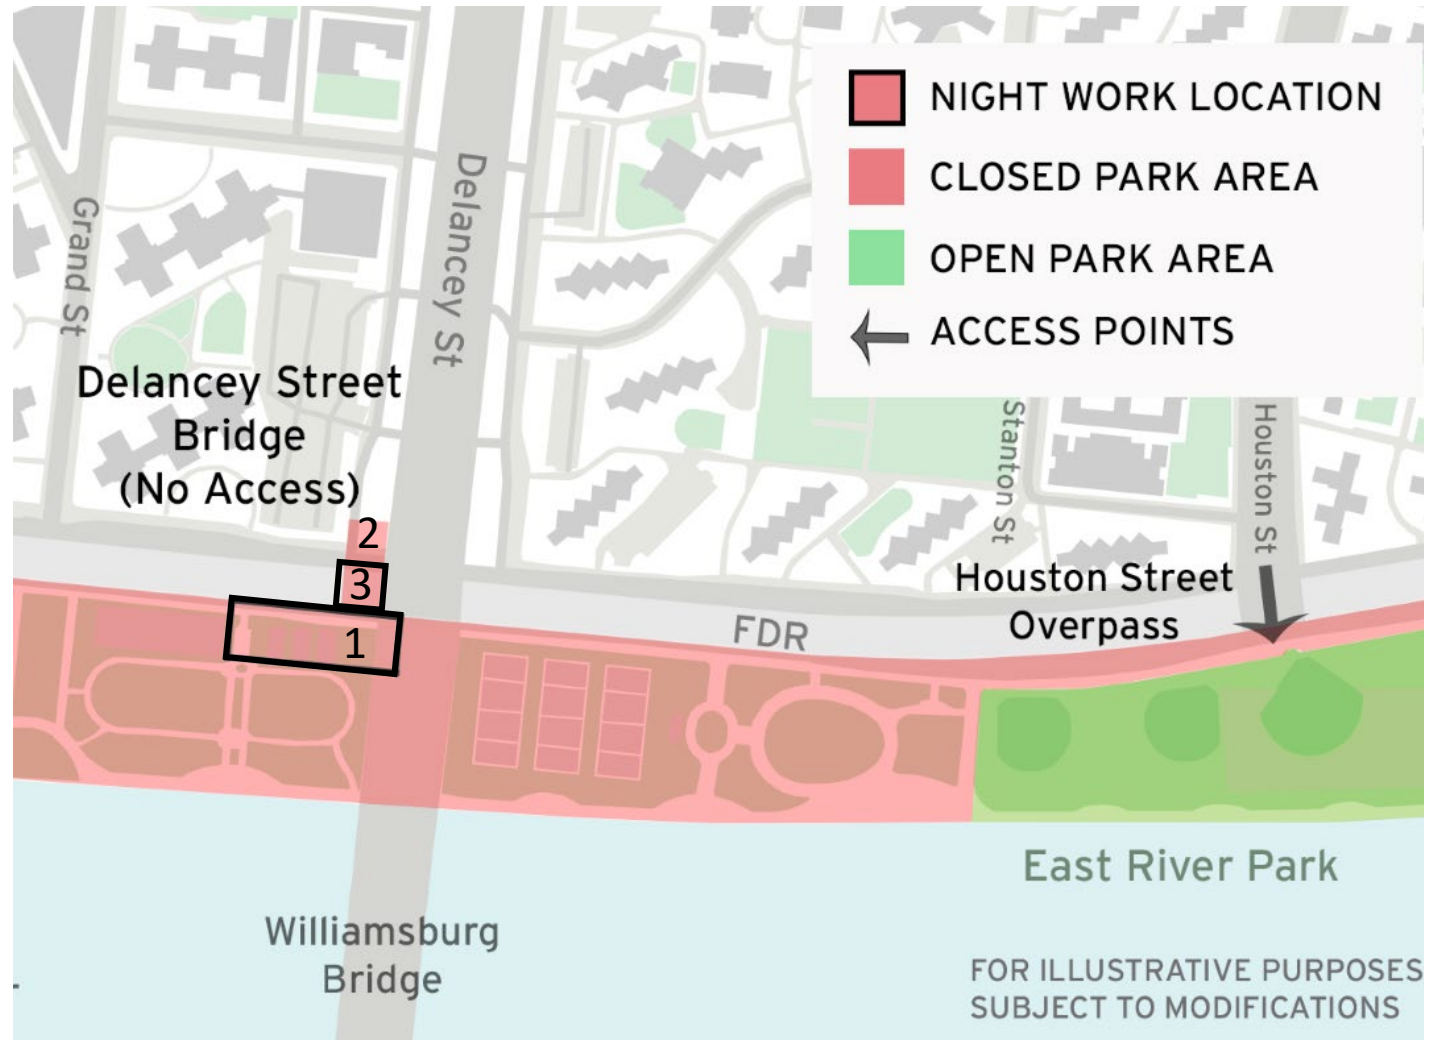 NIGHT WORK LOCATION
CLOSED PARK AREA
OPEN PARK AREA
ACCESS POINTS
Grand St
Delancey St
Delancey Street
Bridge
(No Access)
Stanton St
Houston St
2
3
1
Houston Street
Overpass
FDR
East River Park
Williamsburg
Bridge
FOR ILLUSTRATIVE PURPOSES
SUBJECT TO MODIFICATIONS